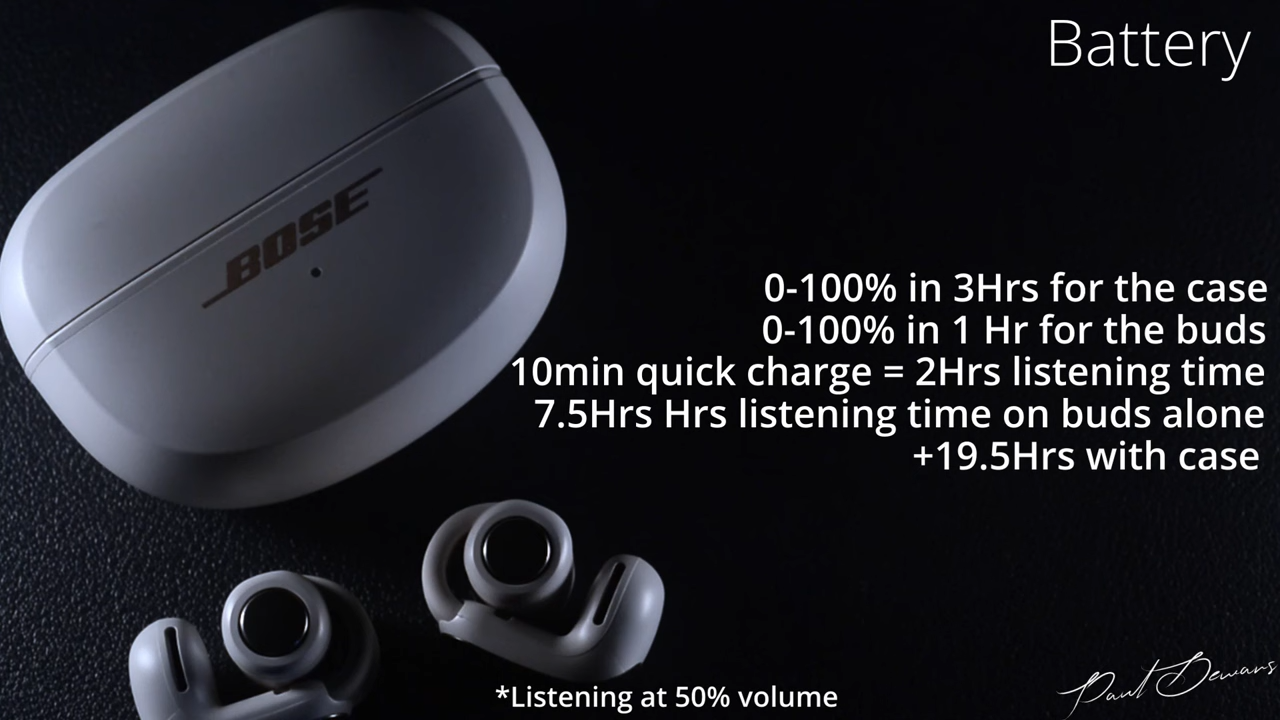 Battery
BOSE
0-100% in 3Hrs for the case
0-100% in 1 Hr for the buds
10min quick charge = 2Hrs listening time
7.5Hrs Hrs listening time on buds alone
+19.5Hrs with case
*Listening at 50% volume